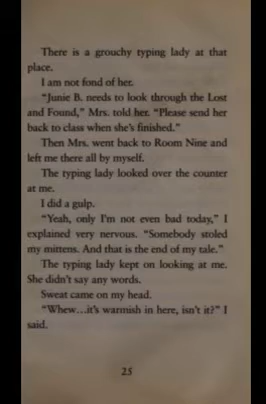 There is a grouchy typing lady at that
place.
I am not fond of her.
"Junie B. needs to look through the Lost
and Found," Mrs. told her. "Please send her
back to class when she's finished."
Then Mrs. went back to Room Nine and
left me there all by myself.
The typing lady looked over the counter
at me.
I did a gulp.
"Yeah, only I'm not even bad today," I
explained very nervous. "Somebody stoled
my mittens. And that is the end of my tale."
The typing lady kept on looking at me.
She didn't say any words.
Sweat came on my head.
"Whew...it's warmish in here, isn't it?" I
said.
25